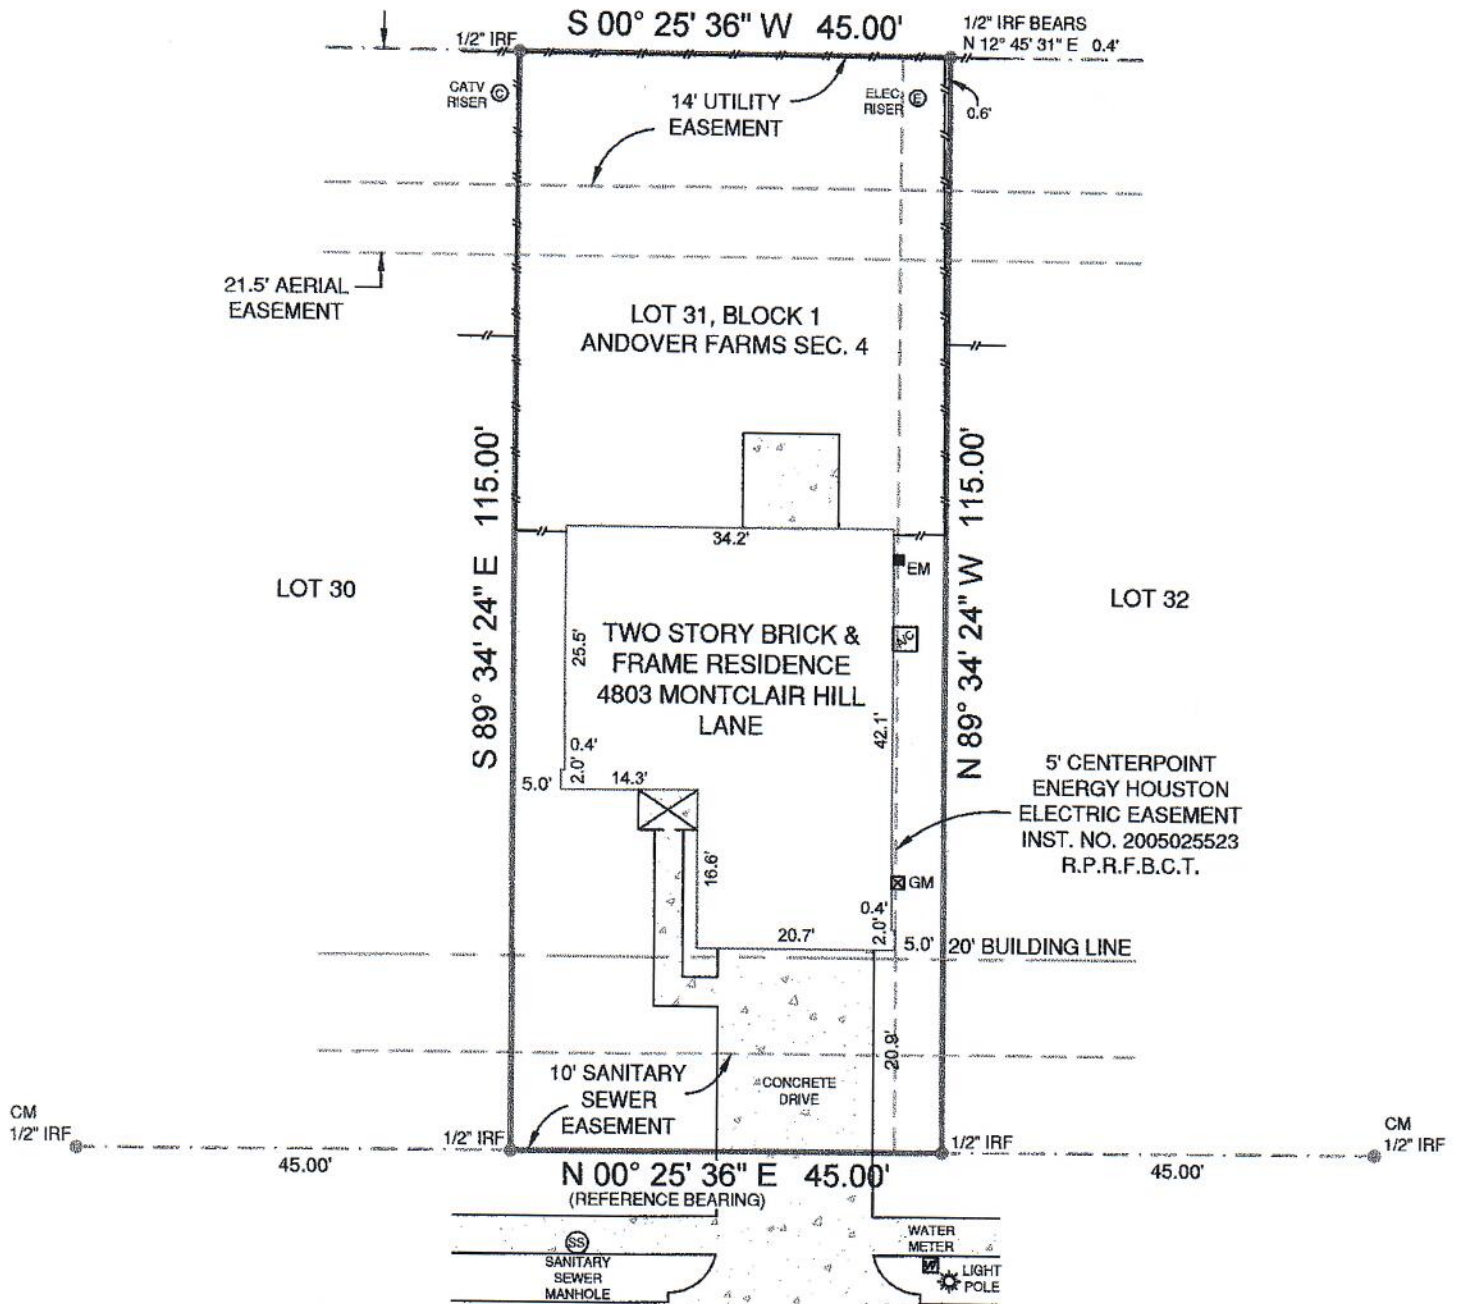 S 00° 25' 36" W 45.00'
1/2" IRF
1/2" IRF BEARS
N 12° 45' 31" E 0.4'
CATV
RISER
C
14' UTILITY
EASEMENT
ELEC.
RISER
E
0.6'
21.5' AERIAL
EASEMENT
LOT 31, BLOCK 1
ANDOVER FARMS SEC. 4
S 89° 34' 24" E 115.00'
N 89° 34' 24" W 115.00'
34.2'
EM
LOT 30
LOT 32
A/C
25.5'
TWO STORY BRICK &
FRAME RESIDENCE
4803 MONTCLAIR HILL
LANE
42.1'
0.4'
2.0'
5.0'
14.3'
5' CENTERPOINT
ENERGY HOUSTON
ELECTRIC EASEMENT
INST. NO. 2005025523
R.P.R.F.B.C.T.
16.6'
GM
0.4'
2.0'
20.7'
5.0'
20' BUILDING LINE
20.9'
10' SANITARY
SEWER
EASEMENT
CONCRETE
DRIVE
CM
1/2" IRF
1/2" IRF
1/2" IRF
CM
1/2" IRF
45.00'
N 00° 25' 36" E 45.00'
(REFERENCE BEARING)
45.00'
SS
SANITARY
SEWER
MANHOLE
WATER
METER
W
LIGHT
POLE